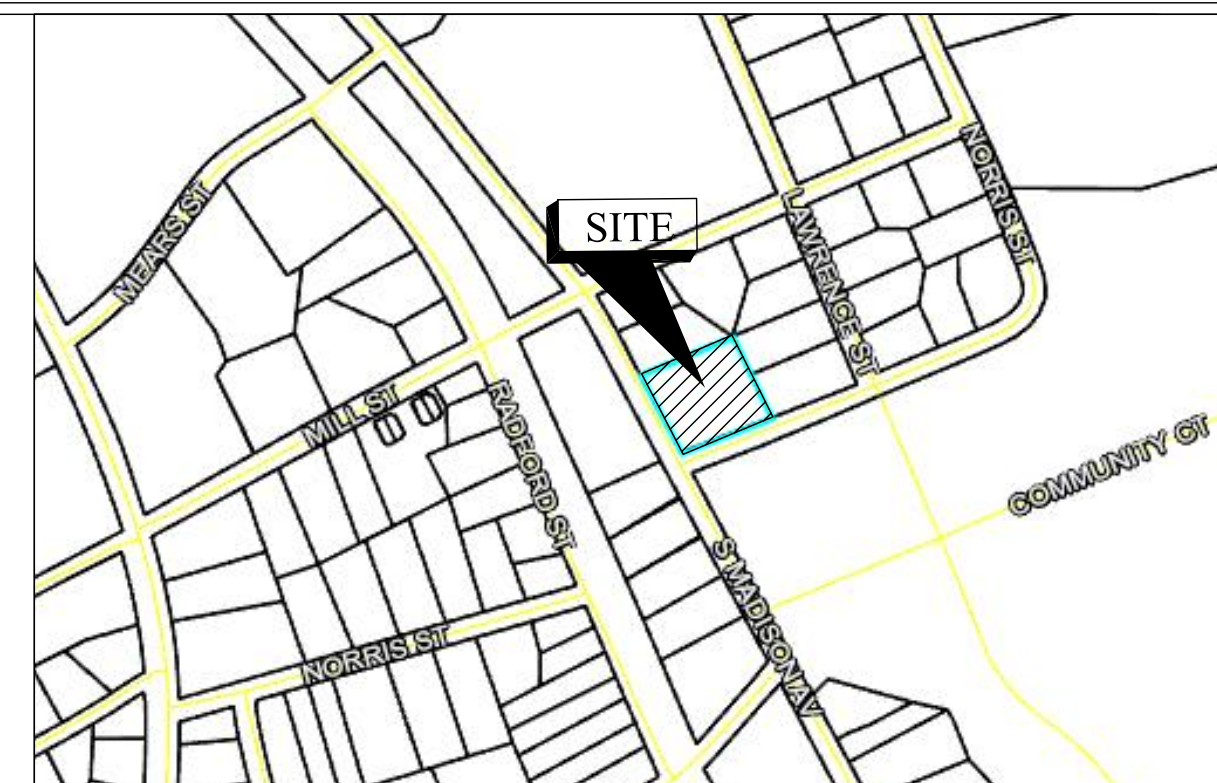 NORRIS ST
MEARS ST
LAWRENCE ST
SITE
MILL ST
RADFORD ST
COMMUNITY CT
S MADISON AV
NORRIS ST